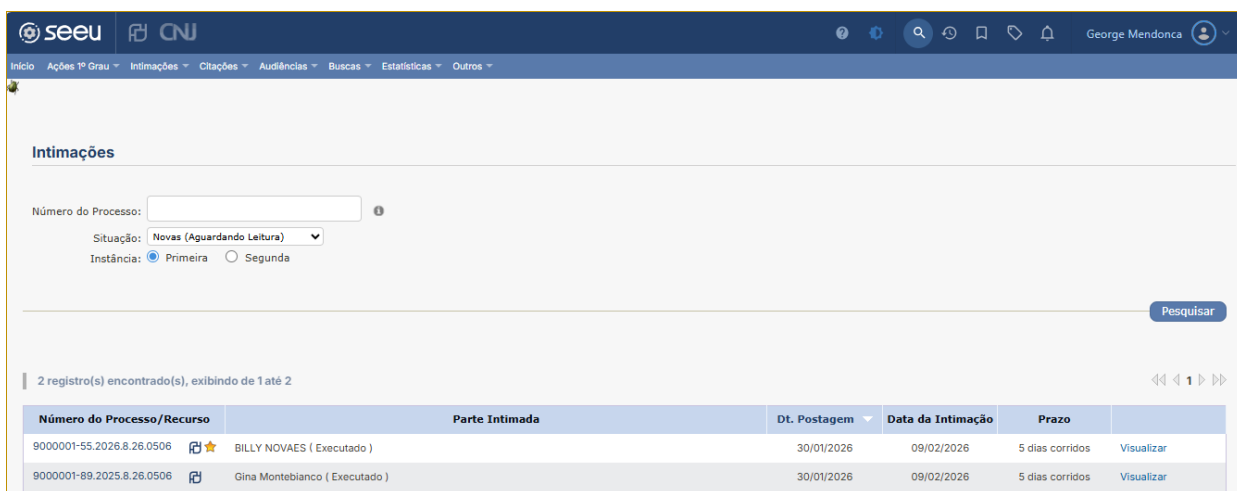 seeu CNJ George Mendonca
Início Ações 1º Grau Intimações Citações Audiências Buscas Estatísticas Outros
Intimações
Número do Processo:
Situação: Novas (Aguardando Leitura)
Instância: Primeira Segunda
Pesquisar
2 registro(s) encontrado(s), exibindo de 1 até 2 1
Número do Processo/Recurso Parte Intimada Dt. Postagem Data da Intimação Prazo
9000001-55.2026.8.26.0506 BILLY NOVAES ( Executado ) 30/01/2026 09/02/2026 5 dias corridos Visualizar
9000001-89.2025.8.26.0506 Gina Montebianco ( Executado ) 30/01/2026 09/02/2026 5 dias corridos Visualizar